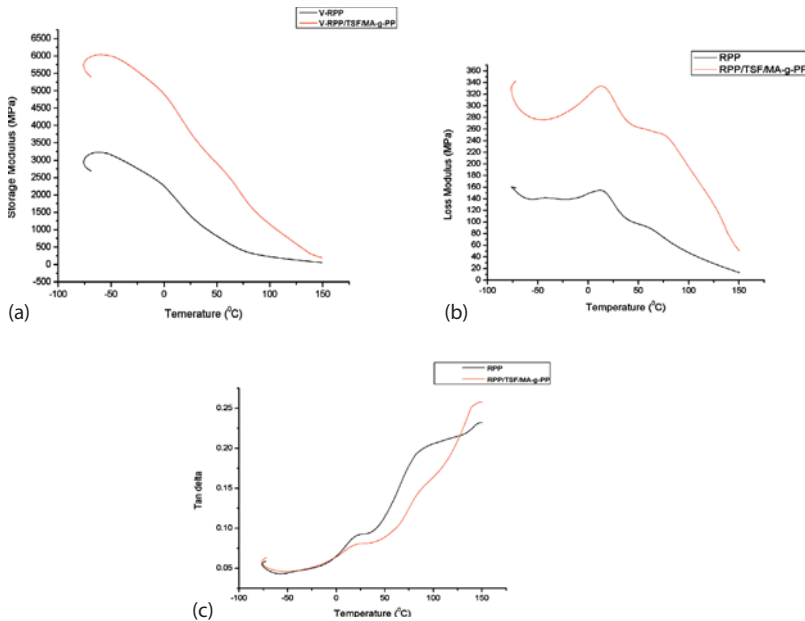 V-RPP
V-RPP/TSF/MA-g-PP
6500
6000
5500
5000
4500
4000
3500
3000
2500
2000
1500
1000
500
0
-500
Storage Modulus (MPa)
-100 -50 0 50 100 150
Temerature (⁰C)
(a)
RPP
RPP/TSF/MA-g-PP
360
340
320
300
280
260
240
220
200
180
160
140
120
100
80
60
40
20
0
Loss Modulus (MPa)
-100 -50 0 50 100 150
Temperature (⁰C)
(b)
RPP
RPP/TSF/MA-g-PP
0.25
0.20
0.15
0.10
0.05
Tan delta
-100 -50 0 50 100 150
Temperature (⁰C)
(c)